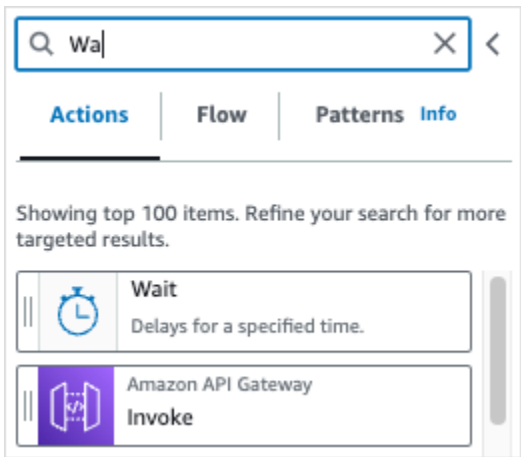 Wa
Actions Flow Patterns Info
Showing top 100 items. Refine your search for more
targeted results.
Wait
Delays for a specified time.
Amazon API Gateway
Invoke